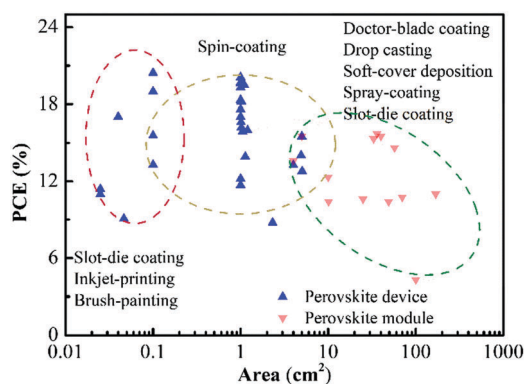 24
18
12
6
0
PCE (%)
Spin-coating
Doctor-blade coating
Drop casting
Soft-cover deposition
Spray-coating
Slot-die coating
Slot-die coating
Inkjet-printing
Brush-painting
Perovskite device
Perovskite module
0.01 0.1 1 10 100 1000
Area (cm²)